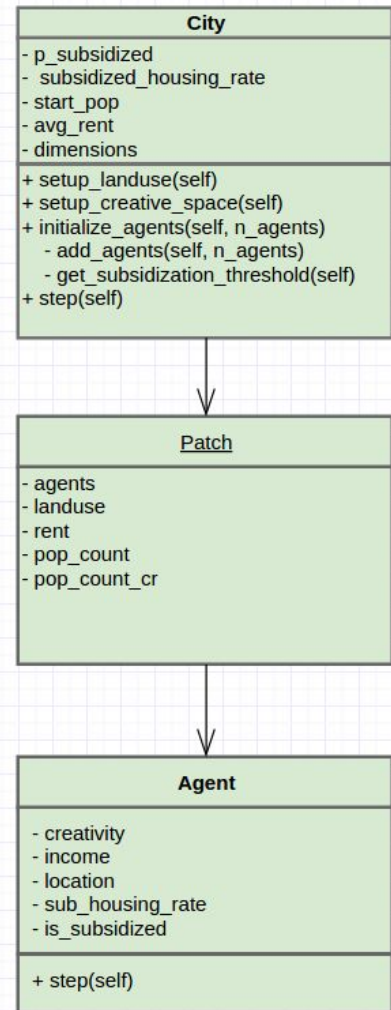 City
- p_subsidized
- subsidized_housing_rate
- start_pop
- avg_rent
- dimensions
+ setup_landuse(self)
+ setup_creative_space(self)
+ initialize_agents(self, n_agents)
- add_agents(self, n_agents)
- get_subsidization_threshold(self)
+ step(self)
Patch
- agents
- landuse
- rent
- pop_count
- pop_count_cr
Agent
- creativity
- income
- location
- sub_housing_rate
- is_subsidized
+ step(self)